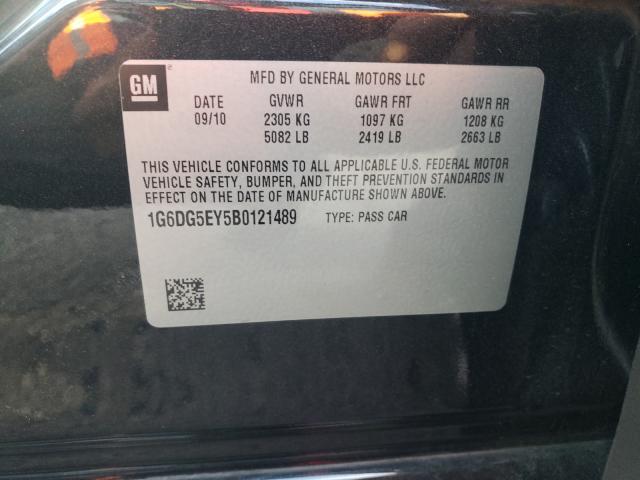 GM
MFD BY GENERAL MOTORS LLC
DATE GVWR GAWR FRT GAWR RR
09/10 2305 KG 1097 KG 1208 KG
5082 LB 2419 LB 2663 LB
THIS VEHICLE CONFORMS TO ALL APPLICABLE U.S. FEDERAL MOTOR
VEHICLE SAFETY, BUMPER, AND THEFT PREVENTION STANDARDS IN
EFFECT ON THE DATE OF MANUFACTURE SHOWN ABOVE.
1G6DG5EY5B0121489 TYPE: PASS CAR